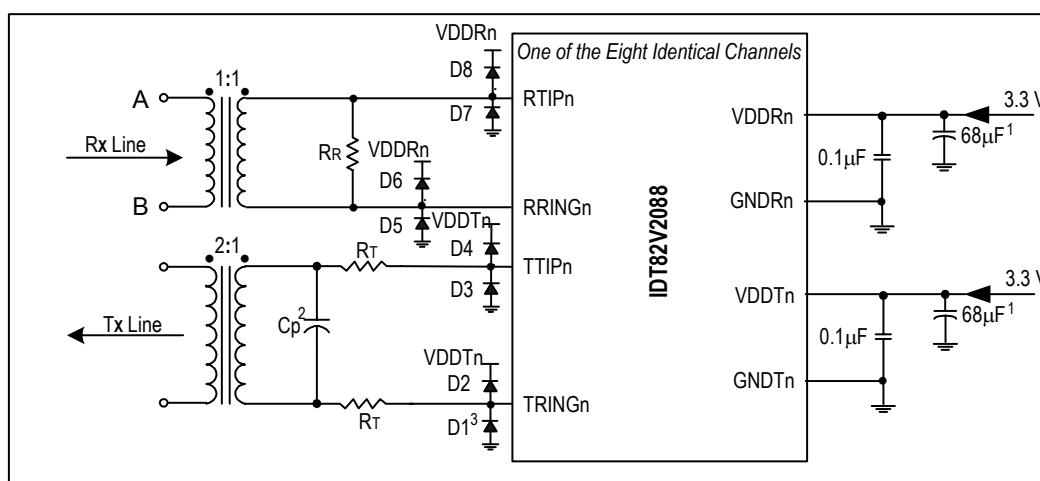 VDDRn
One of the Eight Identical Channels
D8
1:1
A
RTIPn
D7
VDDRn
3.3 V
68µF1
Rx Line
RR
VDDRn
0.1µF
D6
B
RRINGn
GNDRn
D5
VDDTn
D4
2:1
RT
TTIPn
D3
IDT82V2088
VDDTn
3.3 V
68µF1
Tx Line
Cp2
0.1µF
VDDTn
D2
GNDTn
RT
TRINGn
D13